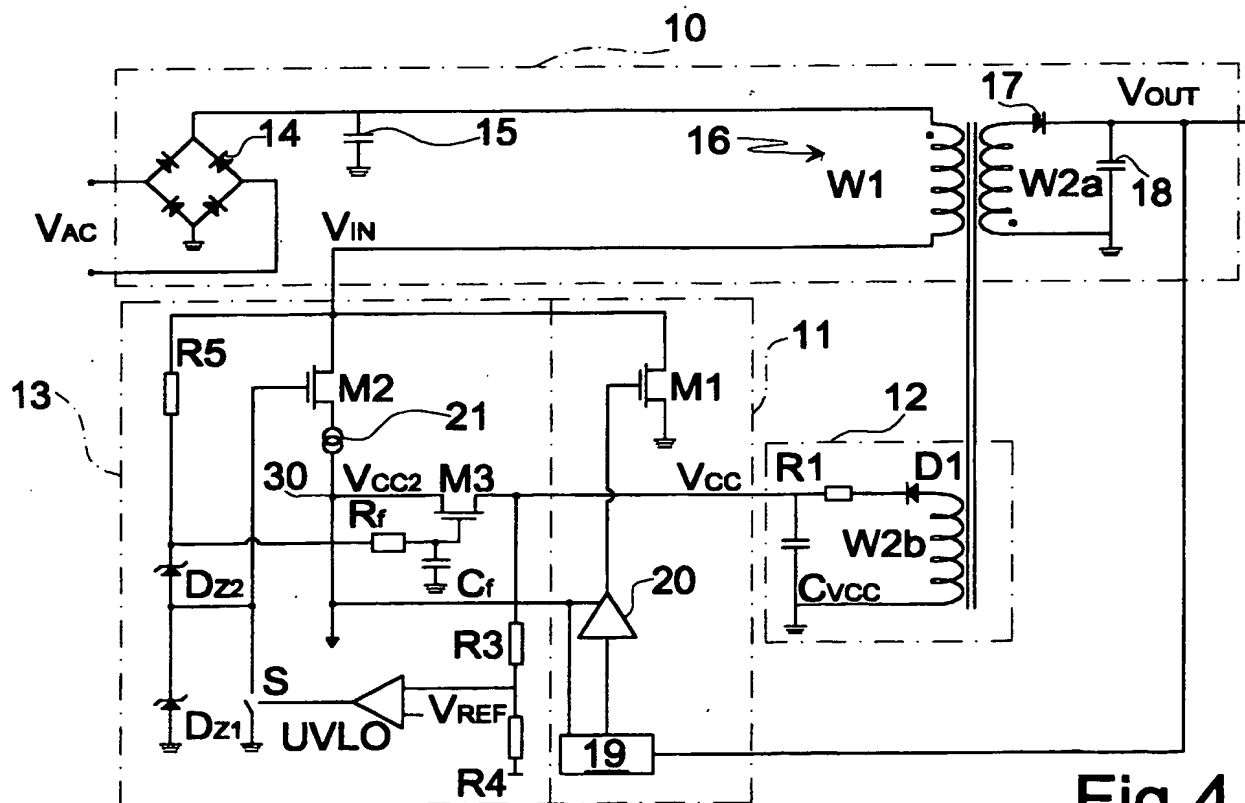 10
14
15
16
17
VOUT
W1
W2a
18
VAC
VIN
R5
M2
M1
11
13
21
12
30
VCC2
M3
VCC
R1
D1
Rf
W2b
DZ2
Cf
20
CVCC
R3
DZ1
S
UVLO
VREF
19
R4
Fig.4